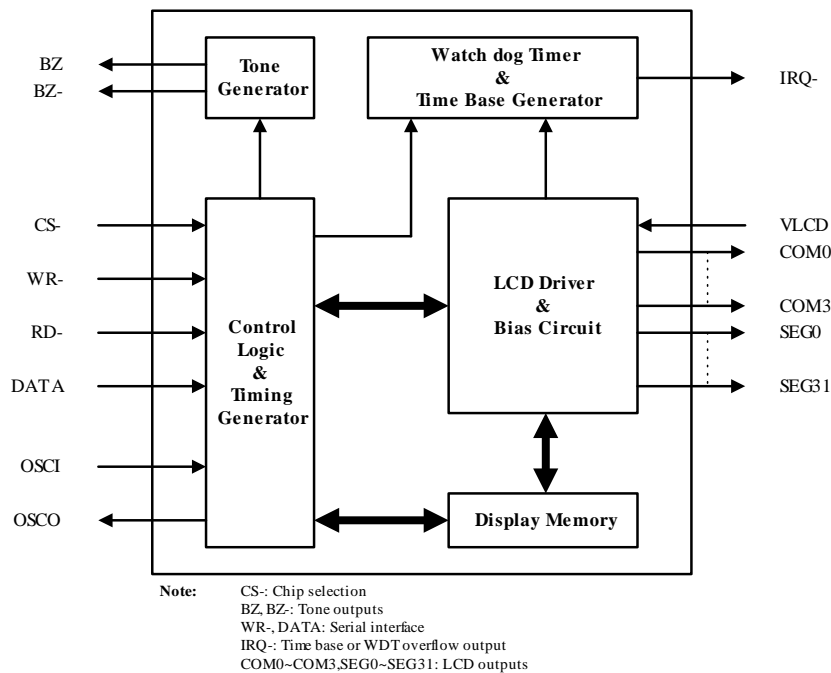 BZ
BZ-
Tone
Generator
Watch dog Timer
&
Time Base Generator
IRQ-
CS-
WR-
RD-
DATA
OSCI
OSCO
Control
Logic
&
Timing
Generator
LCD Driver
&
Bias Circuit
VLCD
COM0
COM3
SEG0
SEG31
Display Memory
Note: CS-: Chip selection
BZ, BZ-: Tone outputs
WR-, DATA: Serial interface
IRQ-: Time base or WDT overflow output
COM0~COM3,SEG0~SEG31: LCD outputs